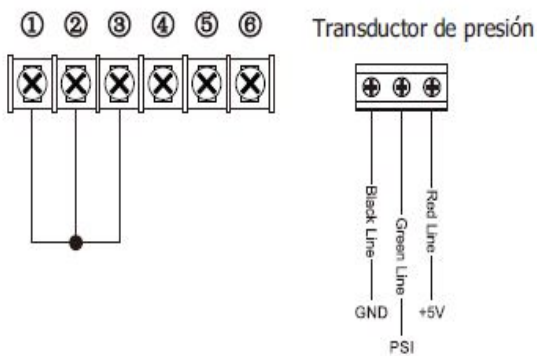 ① ② ③ ④ ⑤ ⑥
Transductor de presión
Black Line
Green Line
Red Line
GND
+5V
PSI